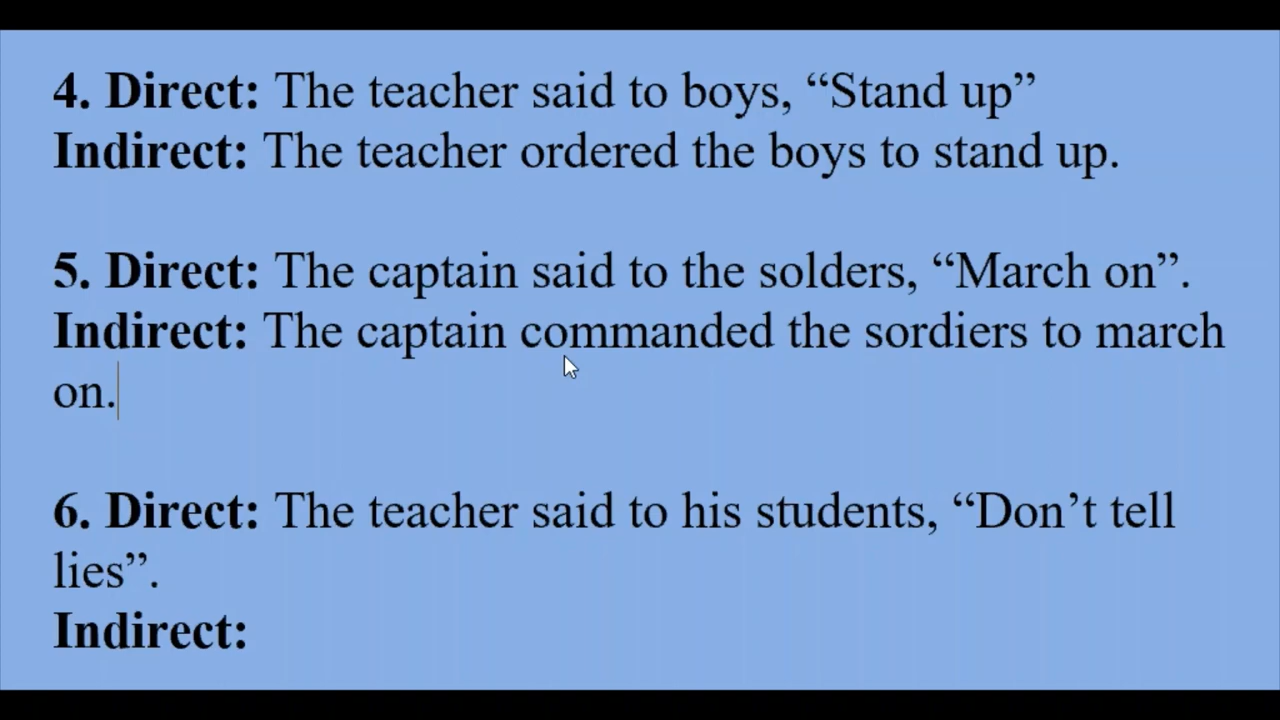 4. Direct: The teacher said to boys, “Stand up”
Indirect: The teacher ordered the boys to stand up.
5. Direct: The captain said to the solders, “March on”.
Indirect: The captain commanded the sordiers to march
on.
6. Direct: The teacher said to his students, “Don’t tell
lies”.
Indirect: